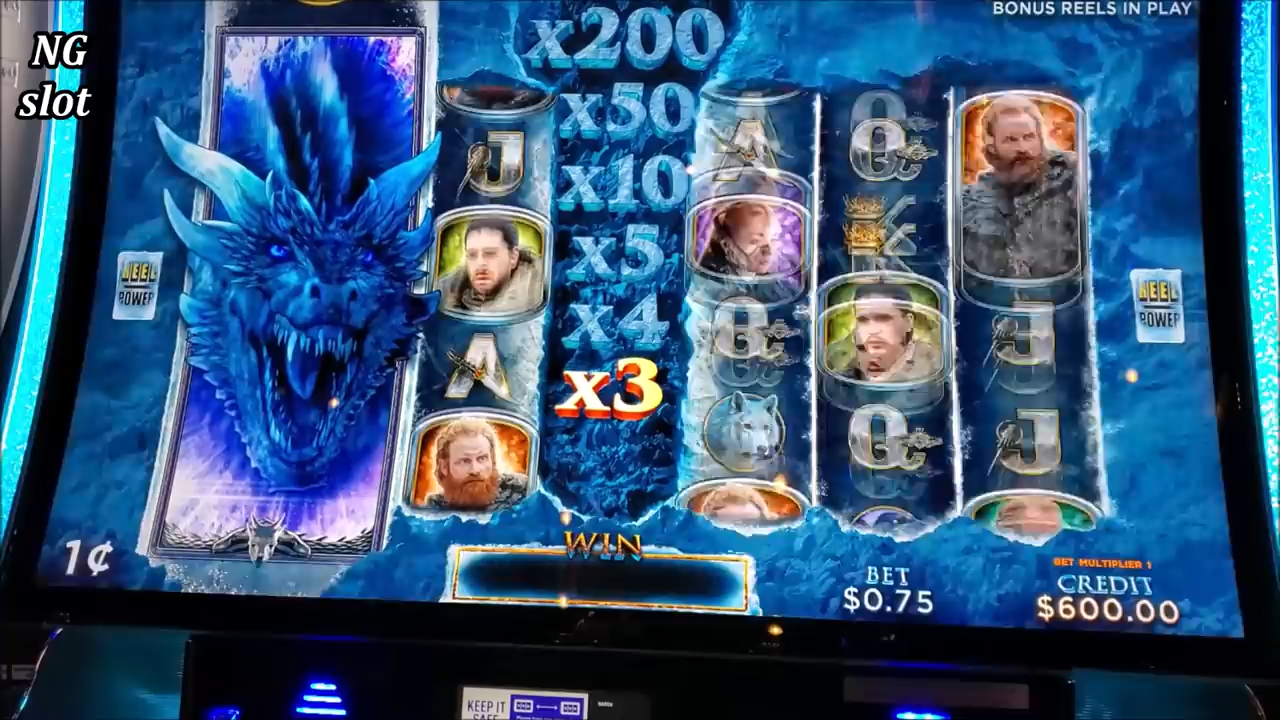 NG
slot
BONUS REELS IN PLAY
x200
x50
x10
x5
x4
x3
J
A
A
Q
Q
K
Q
Q
J
J
REEL
POWER
REEL
POWER
1¢
WIN
BET
$0.75
BET MULTIPLIER 1
CREDIT
$600.00
KEEP IT
SAFE